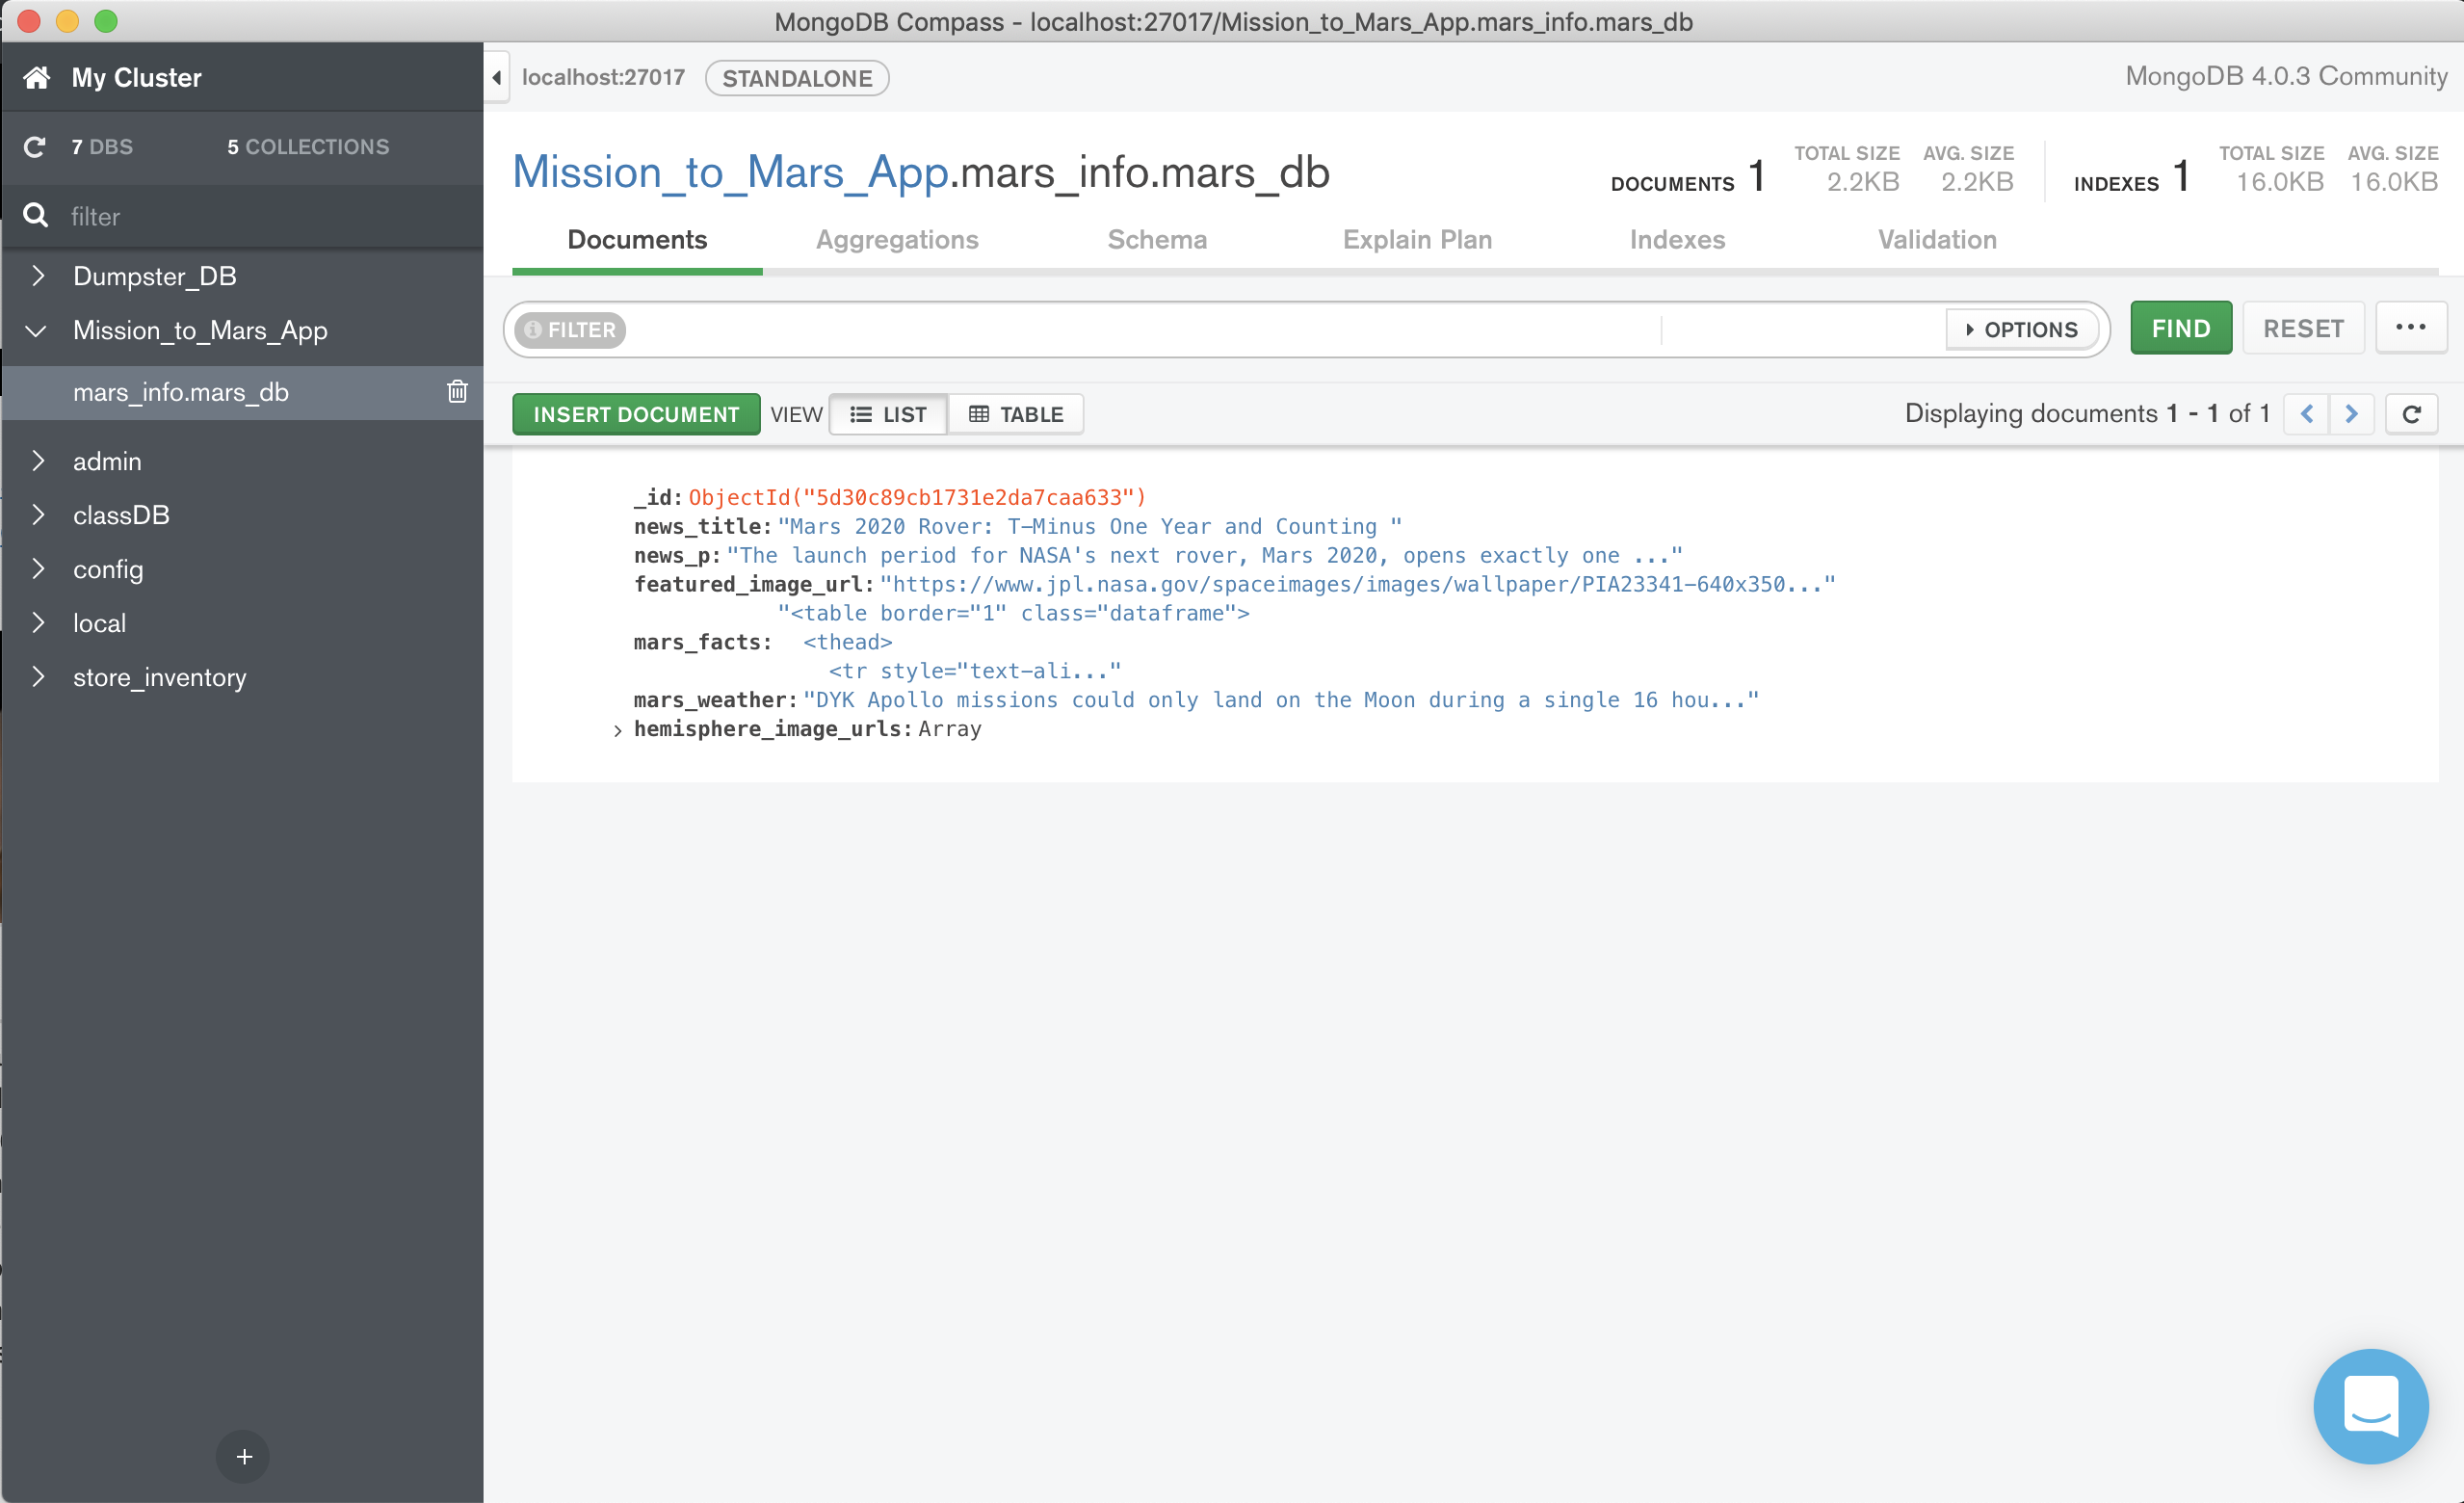 MongoDB Compass - localhost:27017/Mission_to_Mars_App.mars_info.mars_db
My Cluster
7 DBS 5 COLLECTIONS
filter
Dumpster_DB
Mission_to_Mars_App
mars_info.mars_db
admin
classDB
config
local
store_inventory
+
localhost:27017 STANDALONE
MongoDB 4.0.3 Community
Mission_to_Mars_App.mars_info.mars_db
DOCUMENTS 1 TOTAL SIZE 2.2KB AVG. SIZE 2.2KB
INDEXES 1 TOTAL SIZE 16.0KB AVG. SIZE 16.0KB
Documents Aggregations Schema Explain Plan Indexes Validation
FILTER OPTIONS FIND RESET ...
INSERT DOCUMENT VIEW LIST TABLE Displaying documents 1 - 1 of 1
_id: ObjectId("5d30c89cb1731e2da7caa633")
news_title: "Mars 2020 Rover: T-Minus One Year and Counting "
news_p: "The launch period for NASA's next rover, Mars 2020, opens exactly one ..."
featured_image_url: "https://www.jpl.nasa.gov/spaceimages/images/wallpaper/PIA23341-640x350..."
"<table border="1" class="dataframe">
mars_facts: <thead>
<tr style="text-ali..."
mars_weather: "DYK Apollo missions could only land on the Moon during a single 16 hou..."
hemisphere_image_urls: Array